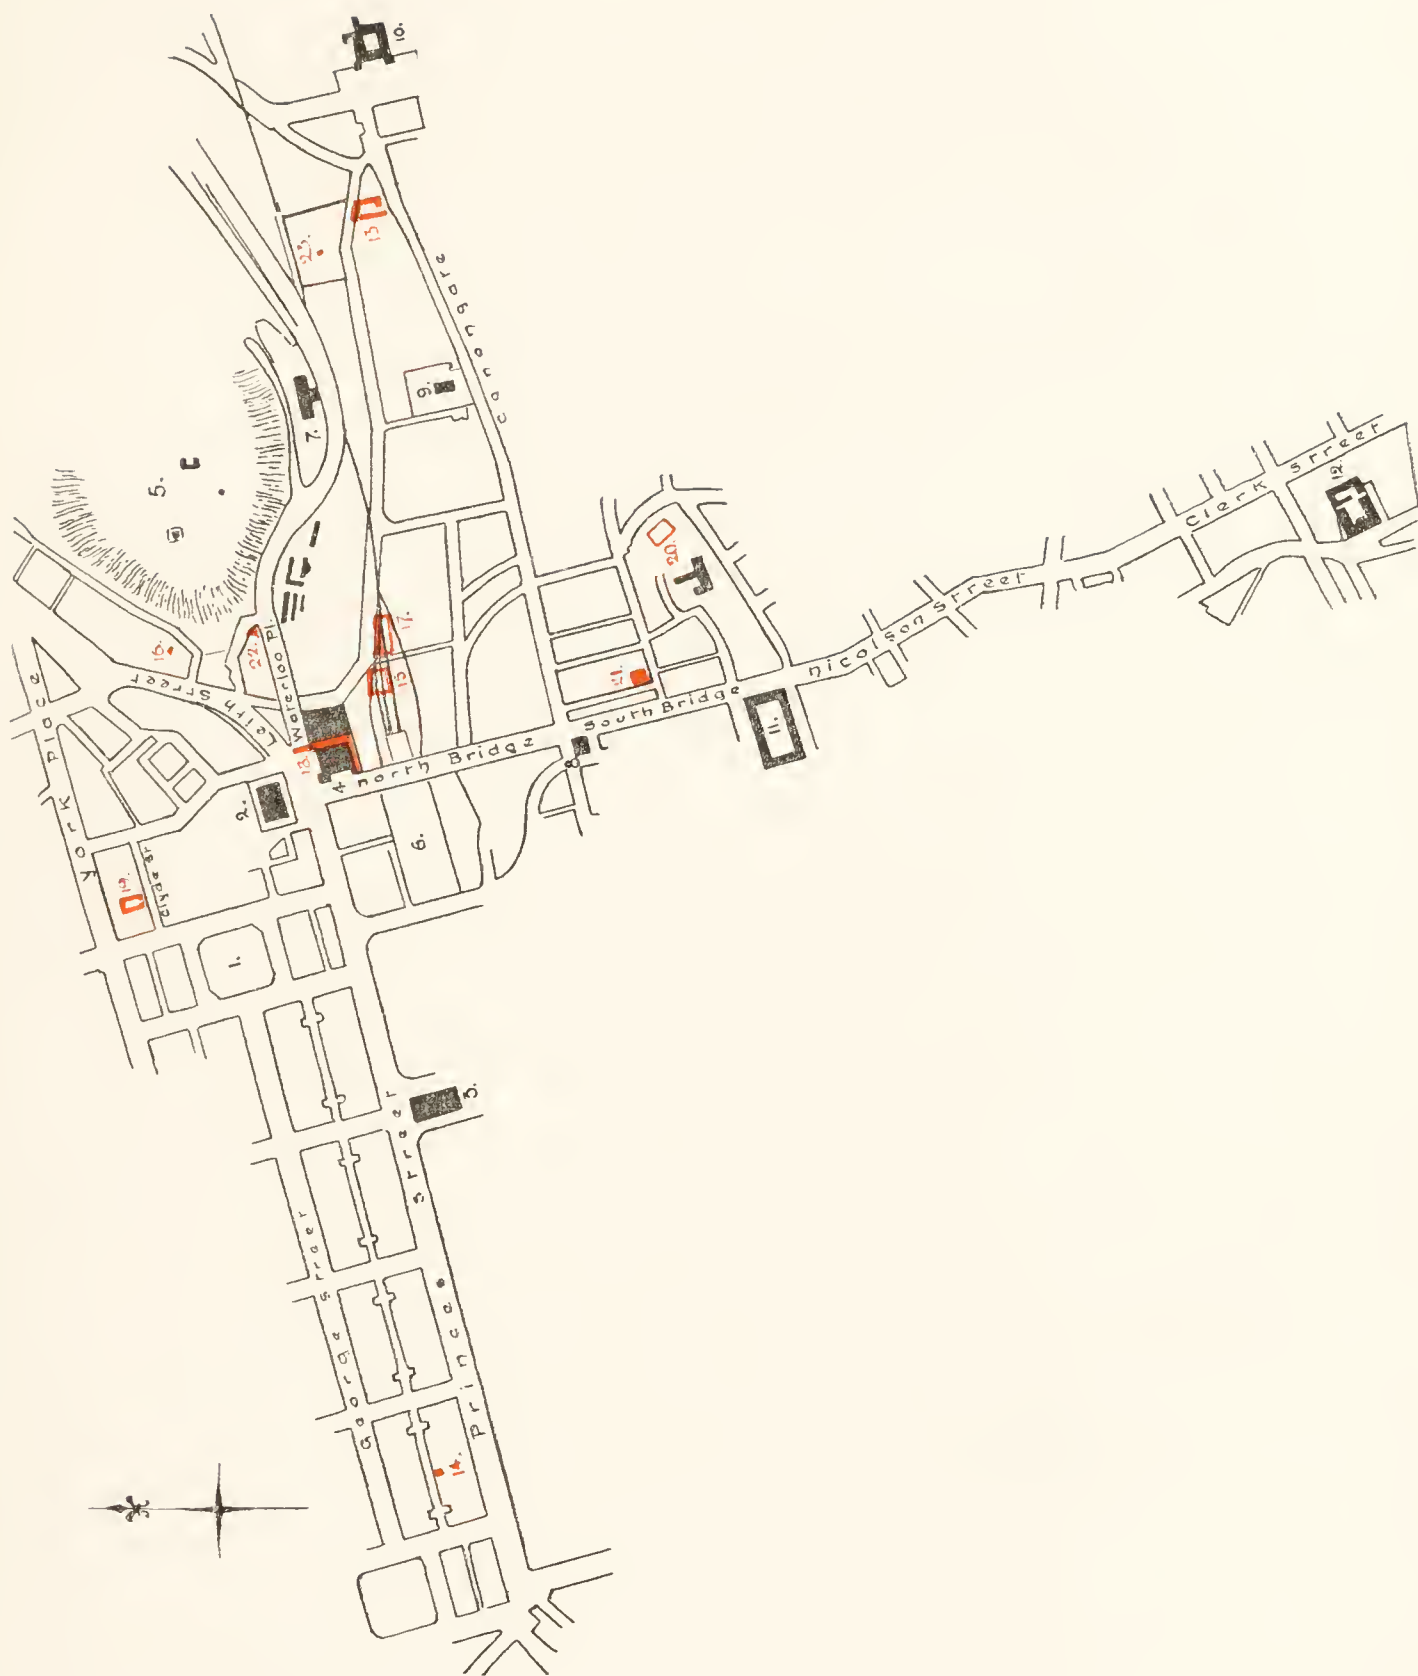 York Place
Leith Street
Waterloo Pl.
Clyde St
North Bridge
South Bridge
Canongate
Nicolson Street
Clerk Street
George Street
Princes Street
1.
2.
3.
4
5.
6.
7.
8
9.
10.
11.
12.
13
14.
15
16.
17.
18.
19.
20.
21.
22.
23.